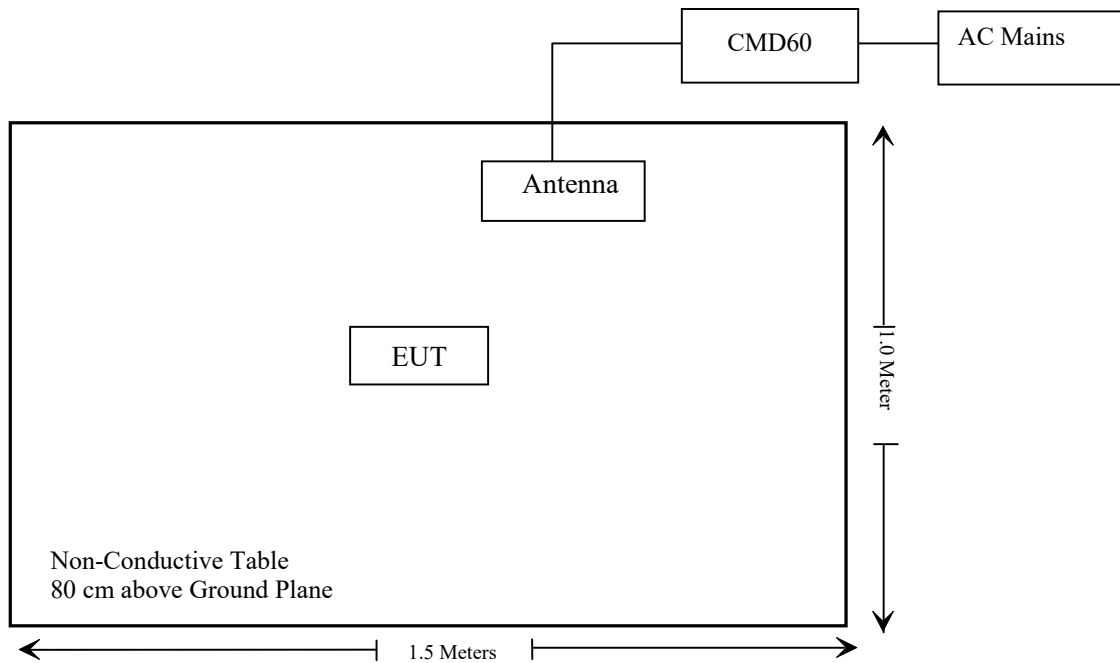 CMD60
AC Mains
Antenna
EUT
1.0 Meter
Non-Conductive Table
80 cm above Ground Plane
1.5 Meters